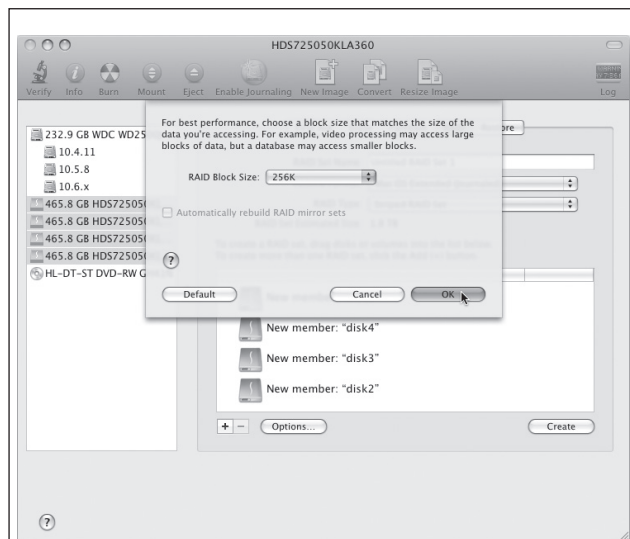 HDS725050KLA360
Verify Info Burn Mount Eject Enable Journaling New Image Convert Resize Image Log
232.9 GB WDC WD25
10.4.11
10.5.8
10.6.x
465.8 GB HDS72505
465.8 GB HDS72505
465.8 GB HDS72505
465.8 GB HDS72505
HL-DT-ST DVD-RW
For best performance, choose a block size that matches the size of the
data you're accessing. For example, video processing may access large
blocks of data, but a database may access smaller blocks.
RAID Block Size: 256K
Automatically rebuild RAID mirror sets
?
Default Cancel OK
New member: “disk4”
New member: “disk3”
New member: “disk2”
+ − Options... Create
?